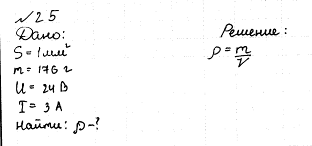 №25
Дано:
S = 1 мм²
m = 176 г
U = 24 В
I = 3 А
Найти: ρ-?
Решение:
ρ = m/V